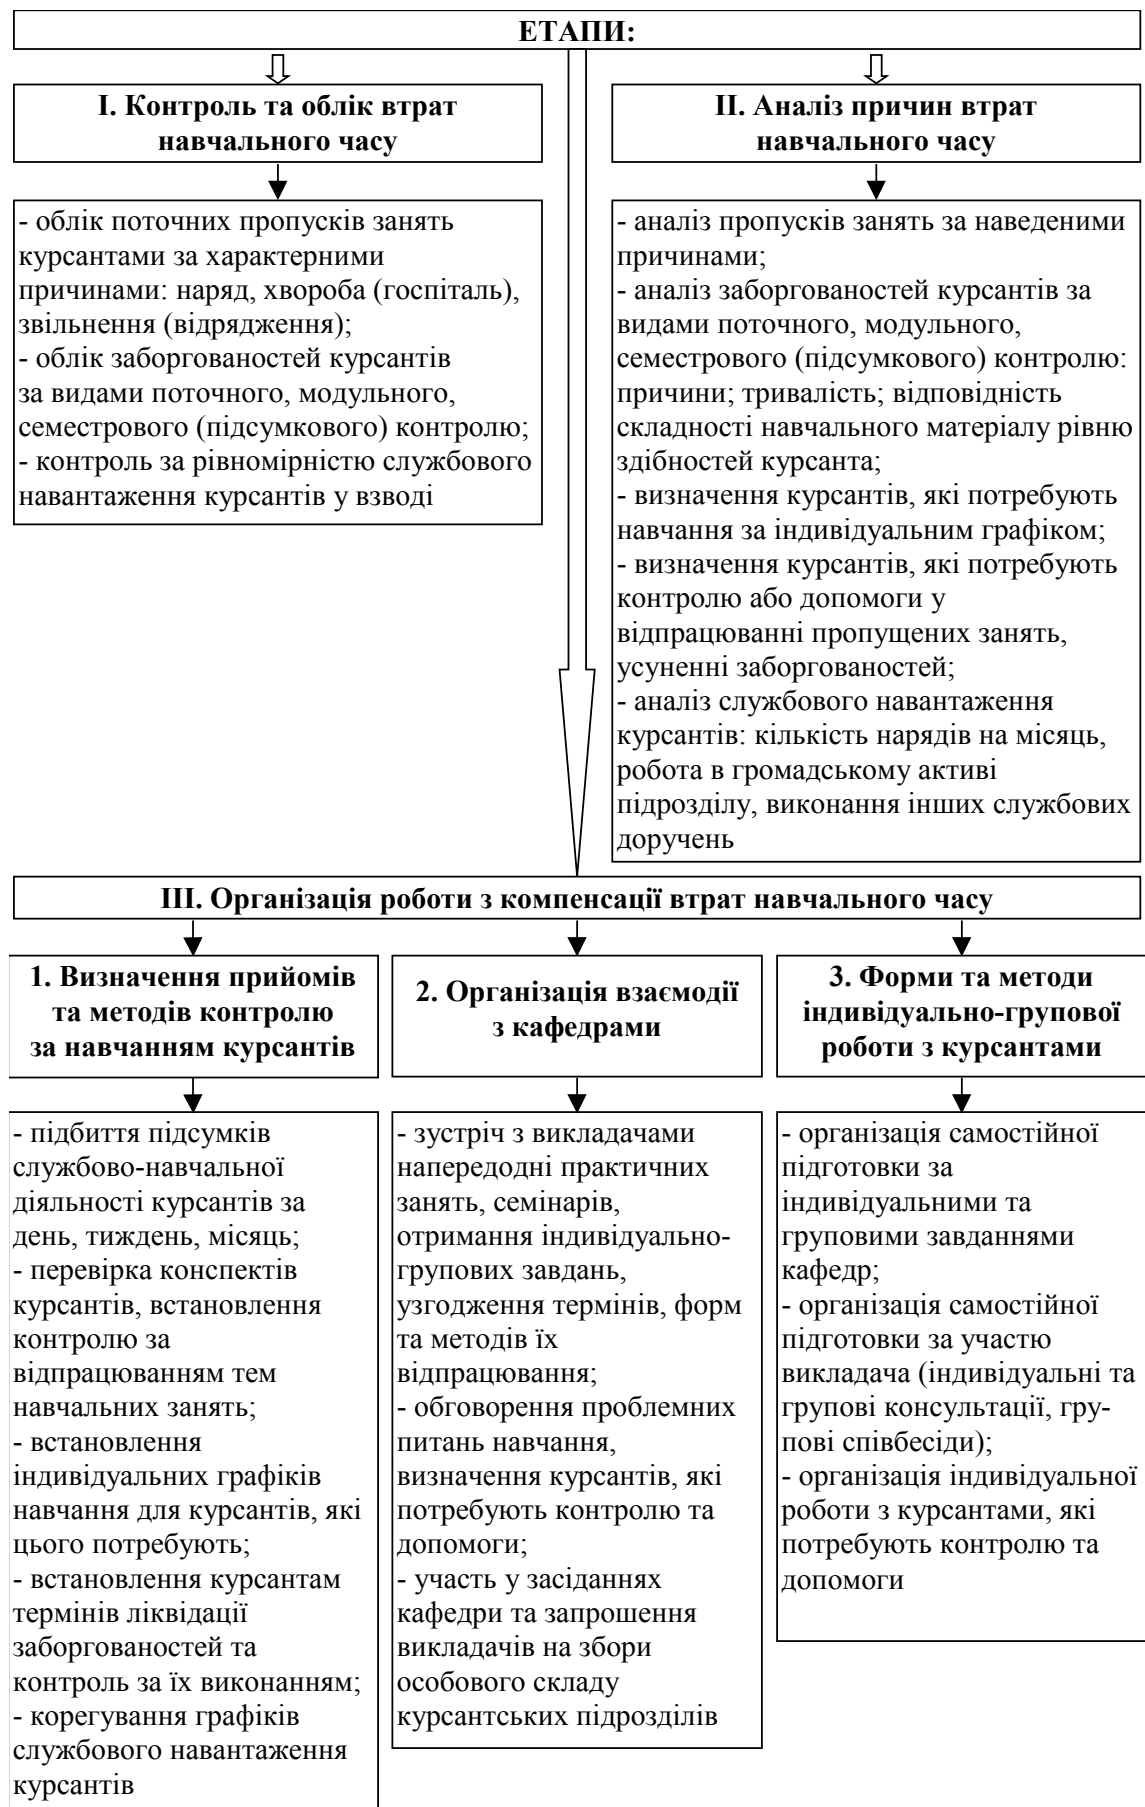 ЕТАПИ:
І. Контроль та облік втрат
навчального часу
ІІ. Аналіз причин втрат
навчального часу
- облік поточних пропусків занять
курсантами за характерними
причинами: наряд, хвороба (госпіталь),
звільнення (відрядження);
- облік заборгованостей курсантів
за видами поточного, модульного,
семестрового (підсумкового) контролю;
- контроль за рівномірністю службового
навантаження курсантів у взводі
- аналіз пропусків занять за наведеними
причинами;
- аналіз заборгованостей курсантів за
видами поточного, модульного,
семестрового (підсумкового) контролю:
причини; тривалість; відповідність
складності навчального матеріалу рівню
здібностей курсанта;
- визначення курсантів, які потребують
навчання за індивідуальним графіком;
- визначення курсантів, які потребують
контролю або допомоги у
відпрацюванні пропущених занять,
усуненні заборгованостей;
- аналіз службового навантаження
курсантів: кількість нарядів на місяць,
робота в громадському активі
підрозділу, виконання інших службових
доручень
ІІІ. Організація роботи з компенсації втрат навчального часу
1. Визначення прийомів
та методів контролю
за навчанням курсантів
2. Організація взаємодії
з кафедрами
3. Форми та методи
індивідуально-групової
роботи з курсантами
- підбиття підсумків
службово-навчальної
діяльності курсантів за
день, тиждень, місяць;
- перевірка конспектів
курсантів, встановлення
контролю за
відпрацюванням тем
навчальних занять;
- встановлення
індивідуальних графіків
навчання для курсантів, які
цього потребують;
- встановлення курсантам
термінів ліквідації
заборгованостей та
контроль за їх виконанням;
- корегування графіків
службового навантаження
курсантів
- зустріч з викладачами
напередодні практичних
занять, семінарів,
отримання індивідуально-
групових завдань,
узгодження термінів, форм
та методів їх
відпрацювання;
- обговорення проблемних
питань навчання,
визначення курсантів, які
потребують контролю та
допомоги;
- участь у засіданнях
кафедри та запрошення
викладачів на збори
особового складу
курсантських підрозділів
- організація самостійної
підготовки за
індивідуальними та
груповими завданнями
кафедр;
- організація самостійної
підготовки за участю
викладача (індивідуальні та
групові консультації, гру-
пові співбесіди);
- організація індивідуальної
роботи з курсантами, які
потребують контролю та
допомоги